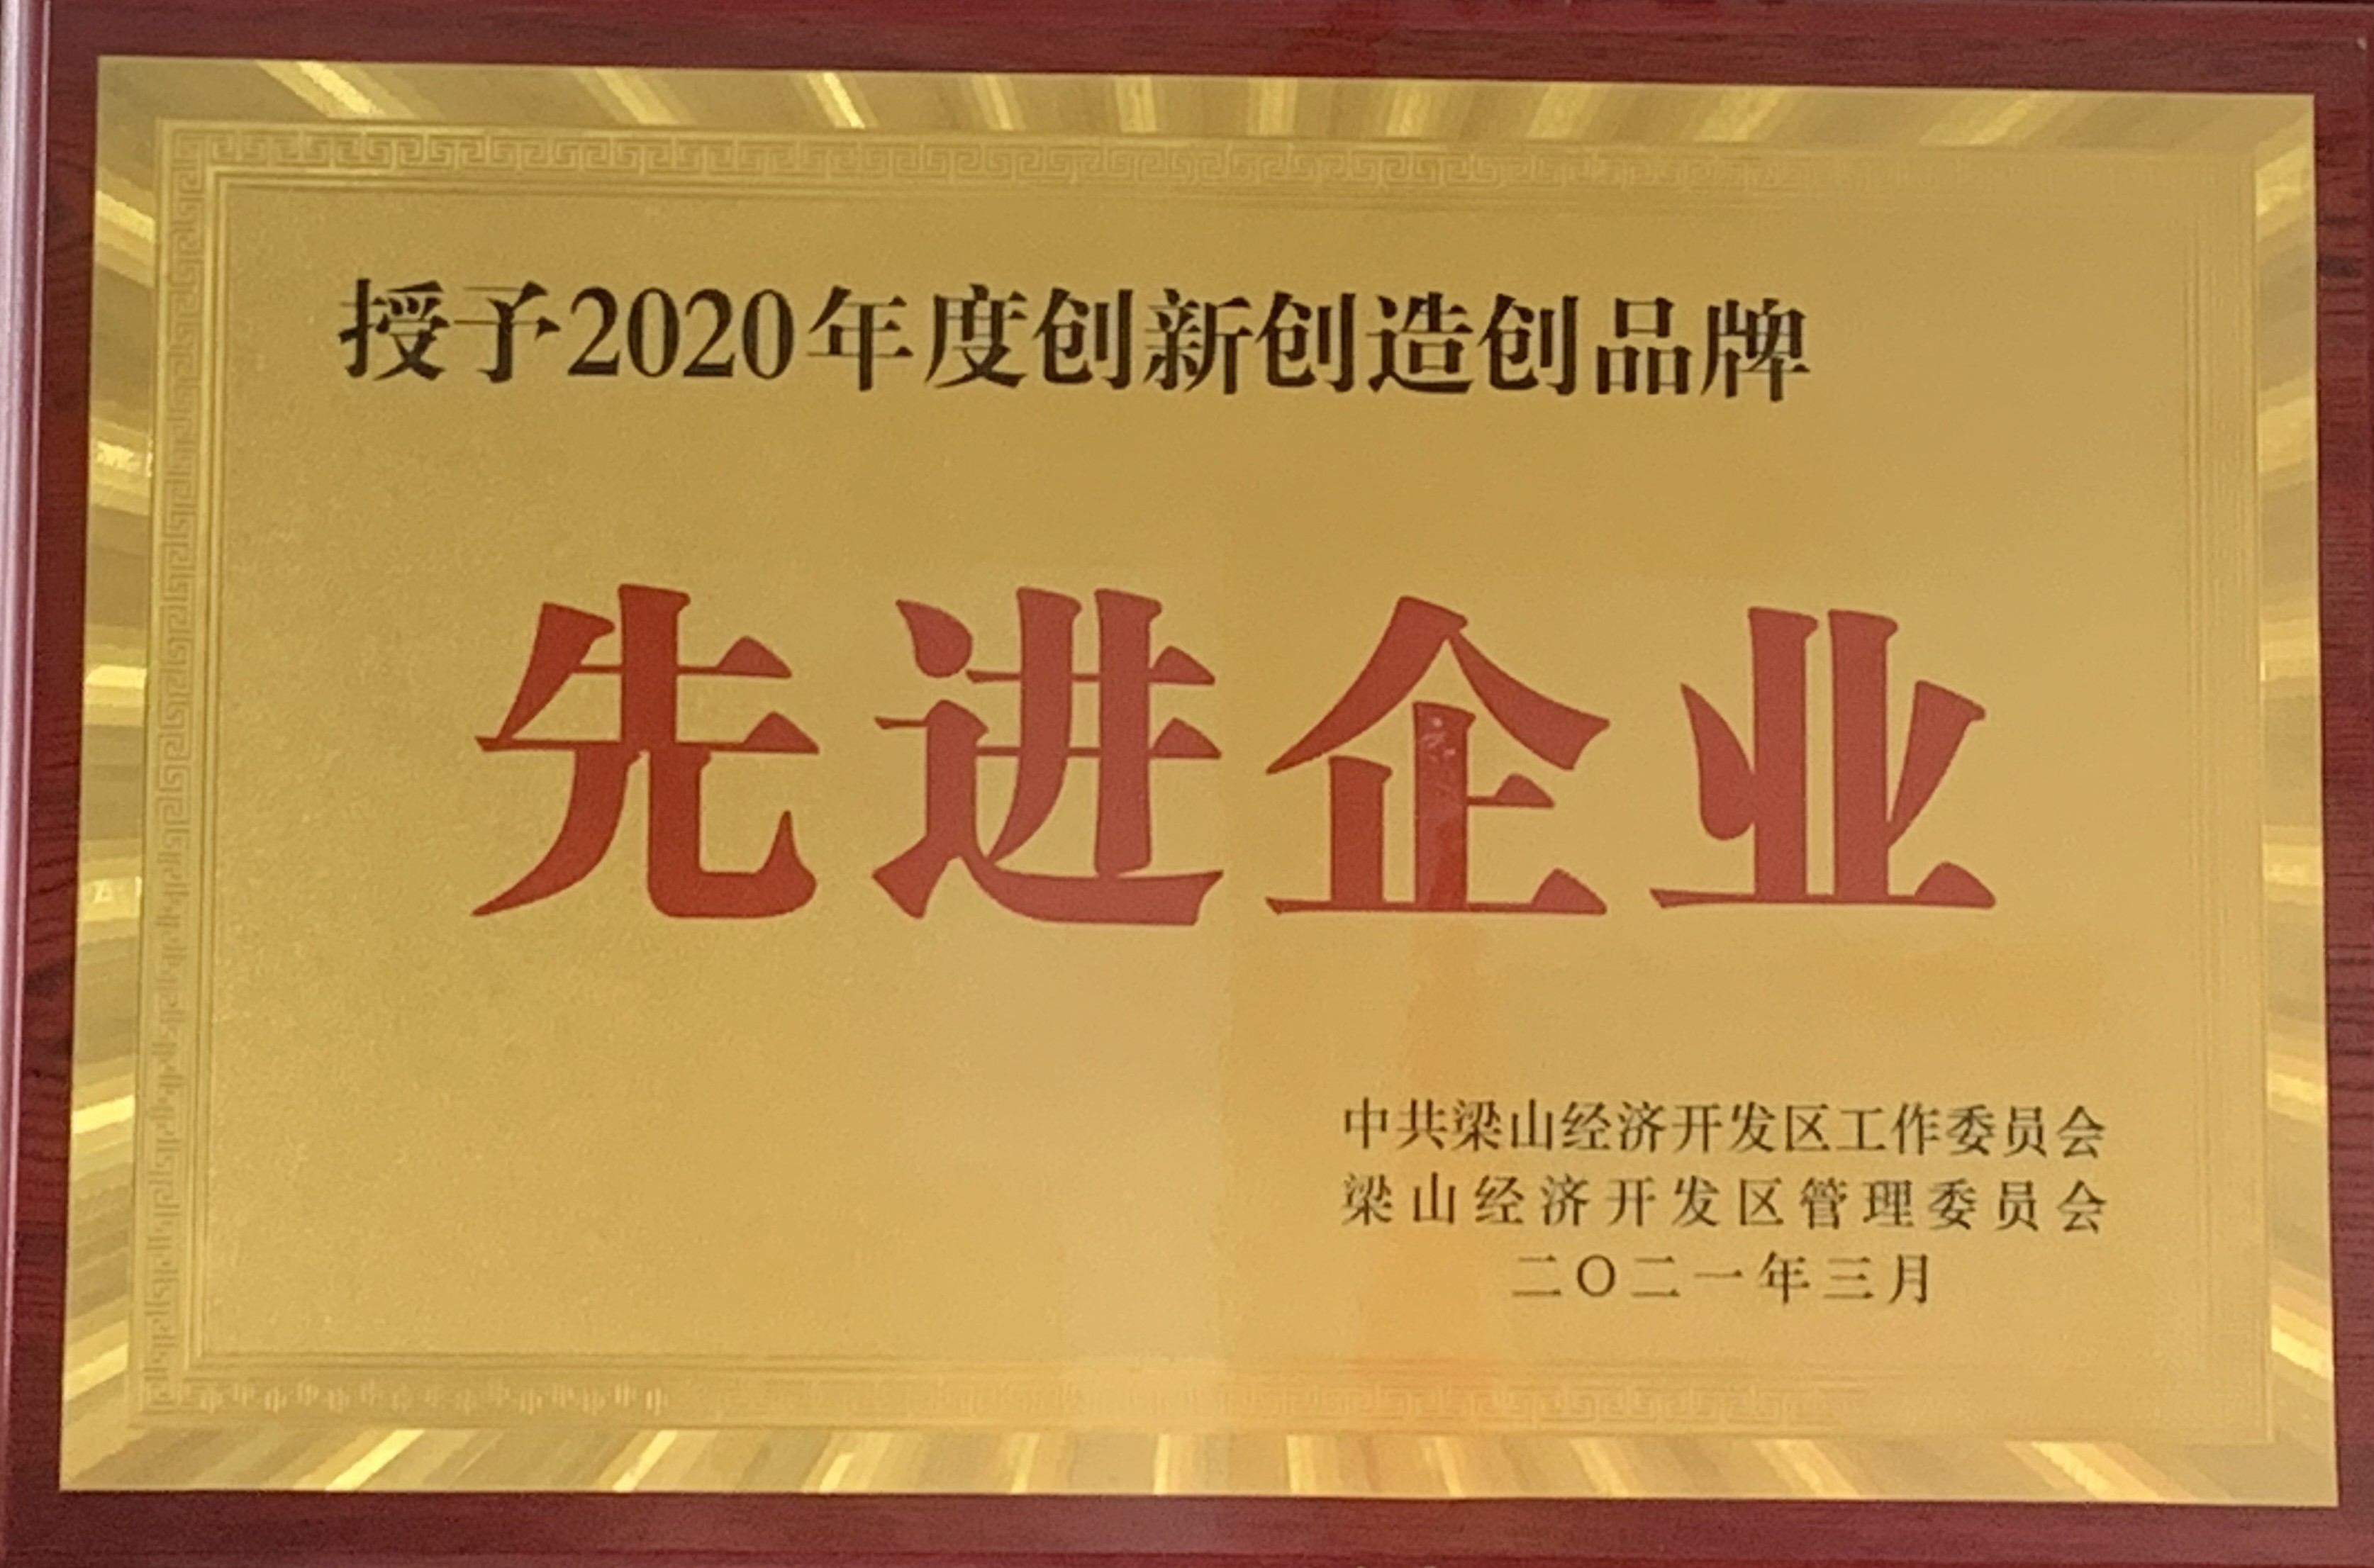 授予2020年度创新创造创品牌
先进企业
中共梁山经济开发区工作委员会
梁山经济开发区管理委员会
二〇二一年三月